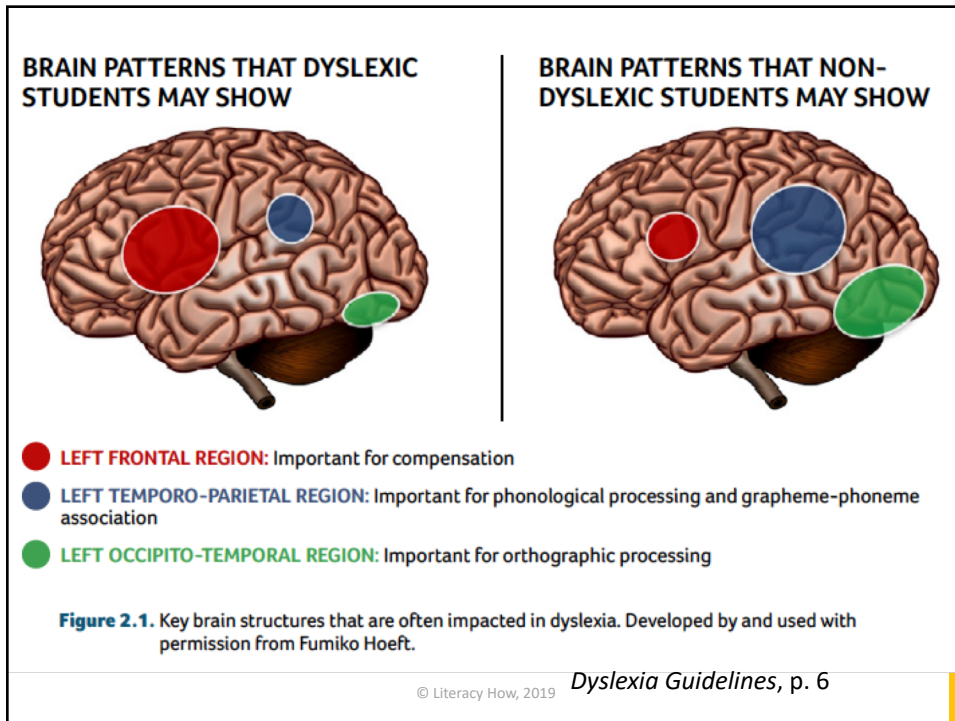 BRAIN PATTERNS THAT DYSLEXIC
STUDENTS MAY SHOW
BRAIN PATTERNS THAT NON-
DYSLEXIC STUDENTS MAY SHOW
LEFT FRONTAL REGION: Important for compensation
LEFT TEMPORO-PARIETAL REGION: Important for phonological processing and grapheme-phoneme
association
LEFT OCCIPITO-TEMPORAL REGION: Important for orthographic processing
Figure 2.1. Key brain structures that are often impacted in dyslexia. Developed by and used with
permission from Fumiko Hoeft.
© Literacy How, 2019
Dyslexia Guidelines, p. 6